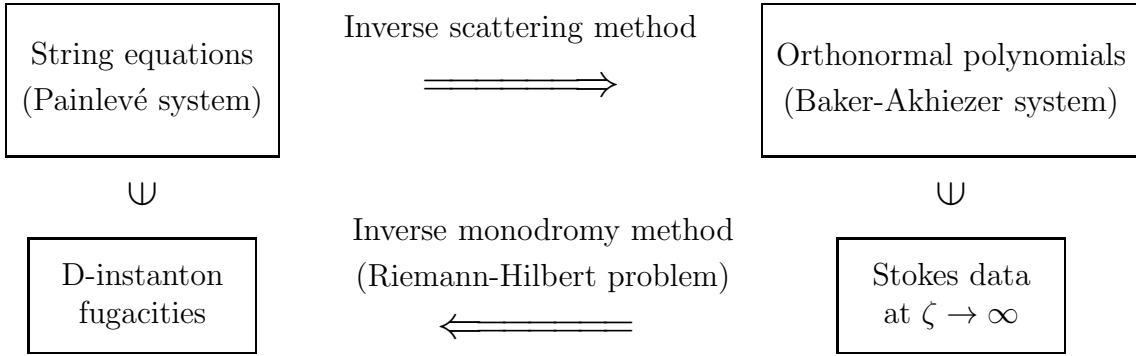 String equations
(Painlevé system)
Inverse scattering method
⟹
Orthonormal polynomials
(Baker-Akhiezer system)
⋓
⋓
D-instanton
fugacities
Inverse monodromy method
(Riemann-Hilbert problem)
⟸
Stokes data
at ζ → ∞